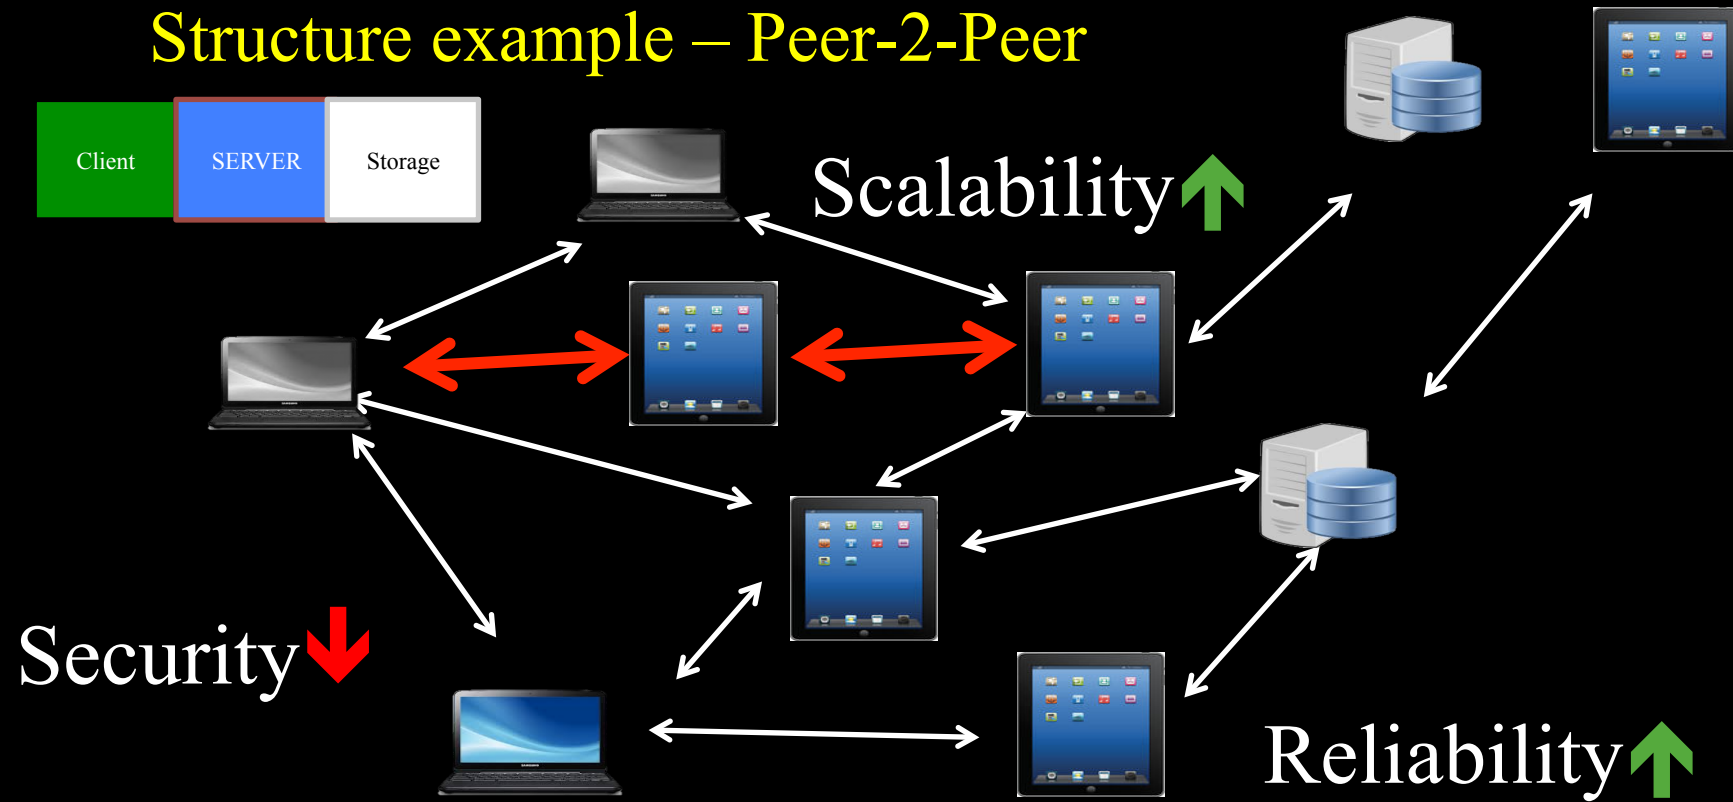 Structure example – Peer-2-Peer
Client
SERVER
Storage
Scalability
Security
Reliability